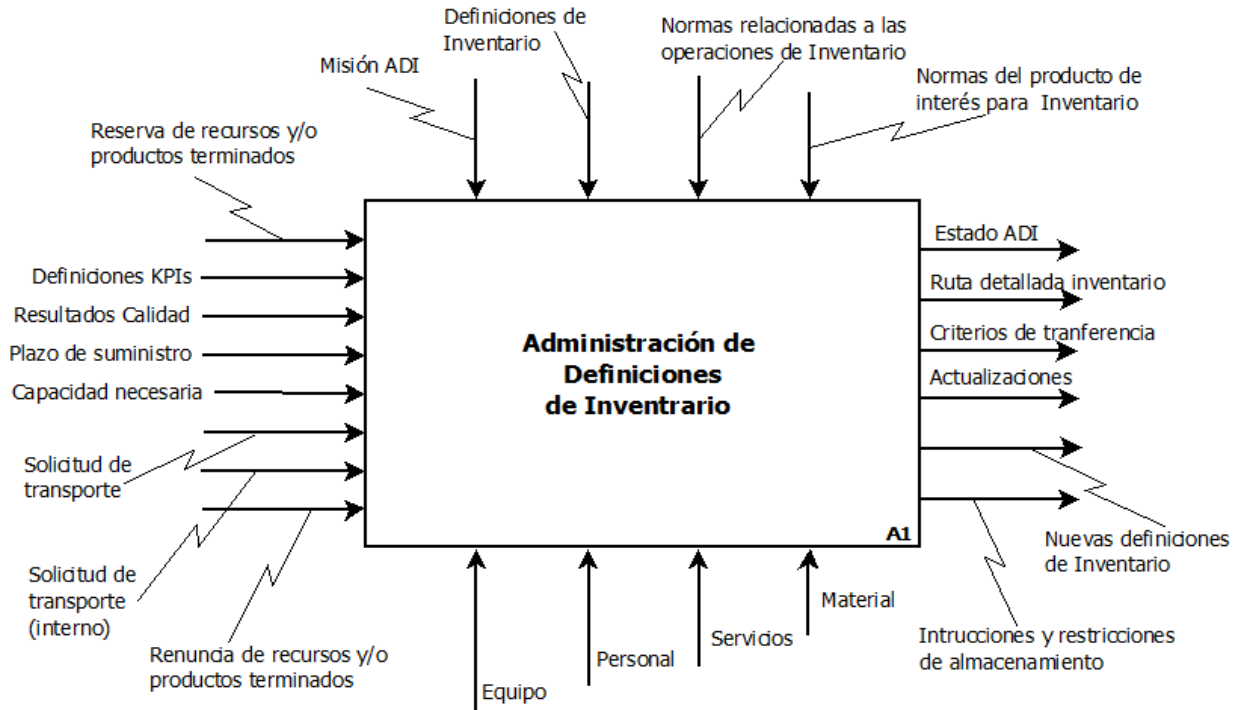 Definiciones de
Inventario
Normas relacionadas a las
operaciones de Inventario
Misión ADI
Normas del producto de
interés para Inventario
Reserva de recursos y/o
productos terminados
Definiciones KPIs
Resultados Calidad
Plazo de suministro
Capacidad necesaria
Solicitud de
transporte
Solicitud de
transporte
(interno)
Renuncia de recursos y/o
productos terminados
Administración de
Definiciones
de Inventrario
A1
Estado ADI
Ruta detallada inventario
Criterios de tranferencia
Actualizaciones
Nuevas definiciones
de Inventario
Intrucciones y restricciones
de almacenamiento
Equipo
Personal
Servicios
Material